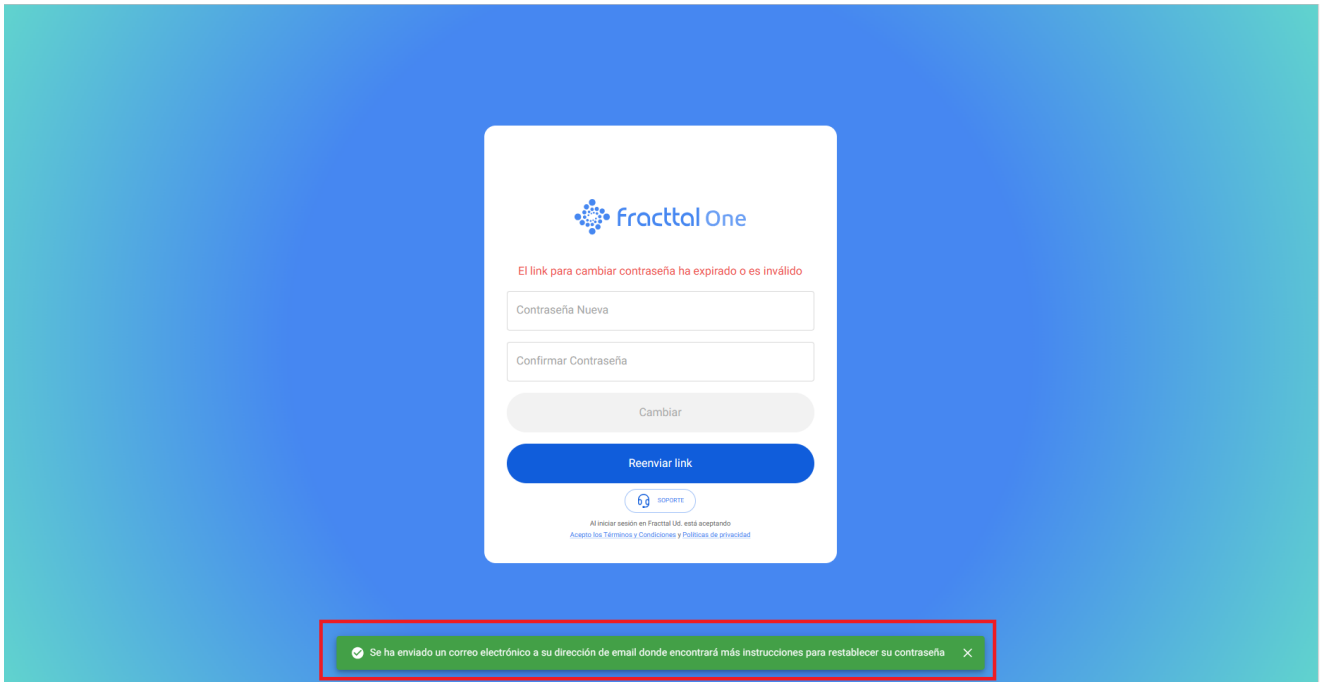 fracttal One
El link para cambiar contraseña ha expirado o es inválido
Contraseña Nueva
Confirmar Contraseña
Cambiar
Reenviar link
SOPORTE
Al iniciar sesión en Fracttal Ud. está aceptando
Acepto los Términos y Condiciones y Políticas de privacidad
Se ha enviado un correo electrónico a su dirección de email donde encontrará más instrucciones para restablecer su contraseña